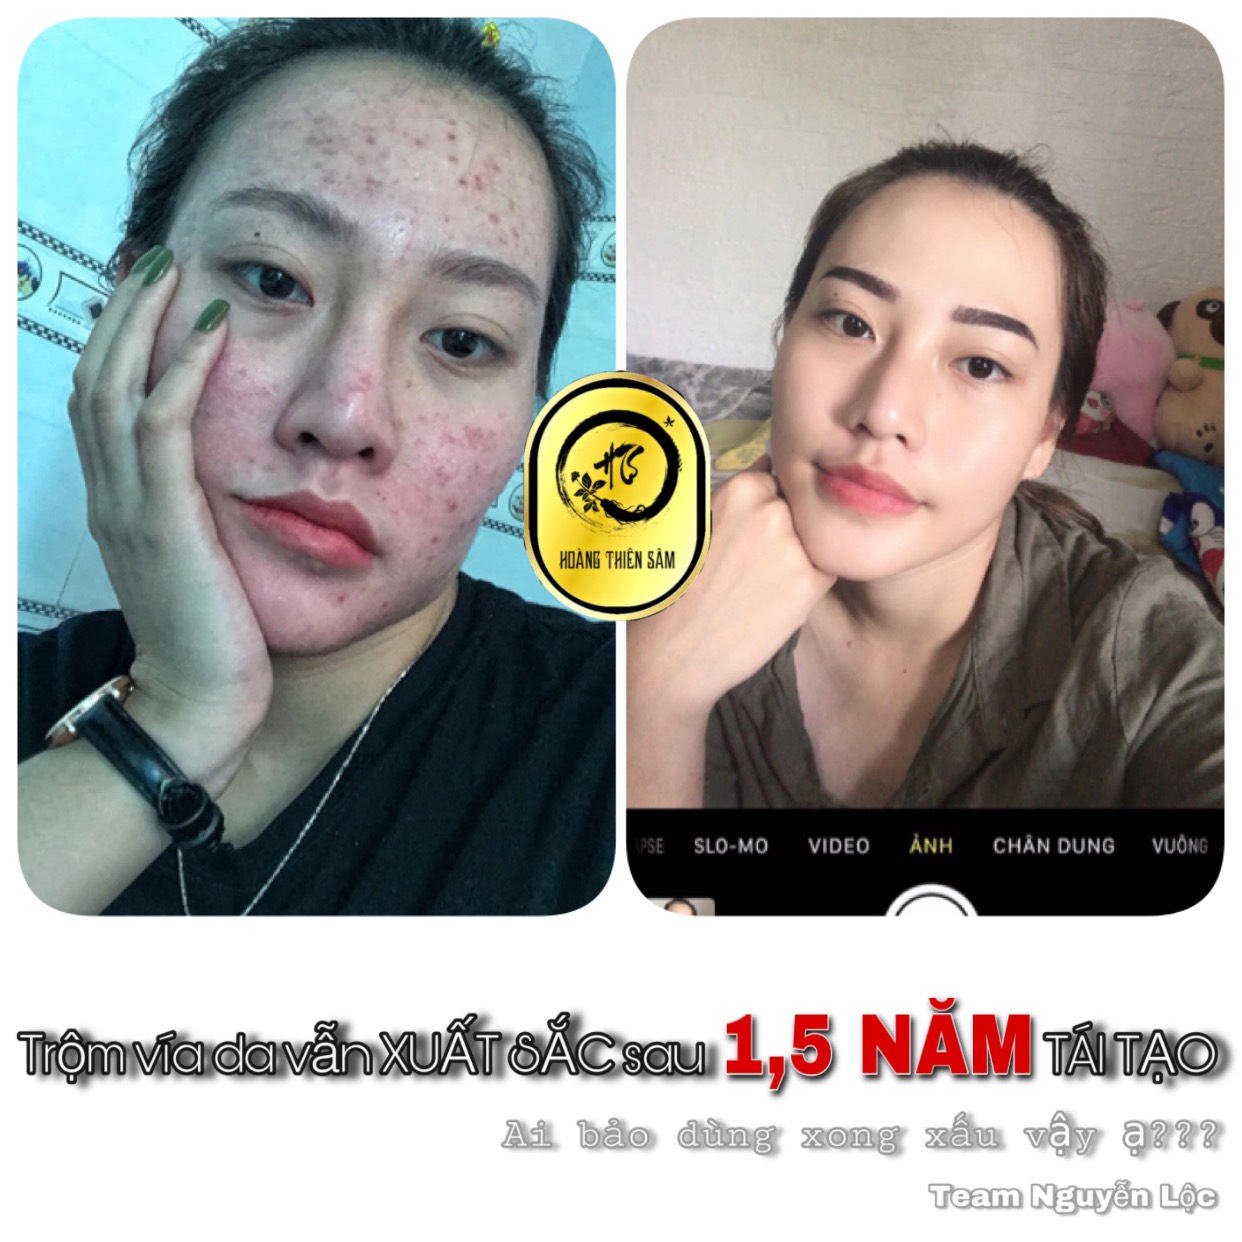 HTS
HOÀNG THIÊN SÂM
SLO-MO VIDEO ẢNH CHÂN DUNG VUÔNG
Trộm vía da vẫn XUẤT SẮC sau 1,5 NĂM TÁI TẠO
Ai bảo dùng xong xấu vậy ạ???
Team Nguyễn Lộc